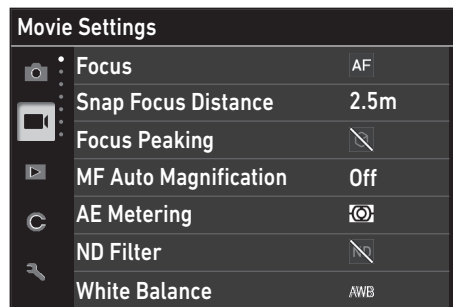 Movie Settings
Focus AF
Snap Focus Distance 2.5m
Focus Peaking
MF Auto Magnification Off
C AE Metering
ND Filter ND
White Balance AWB